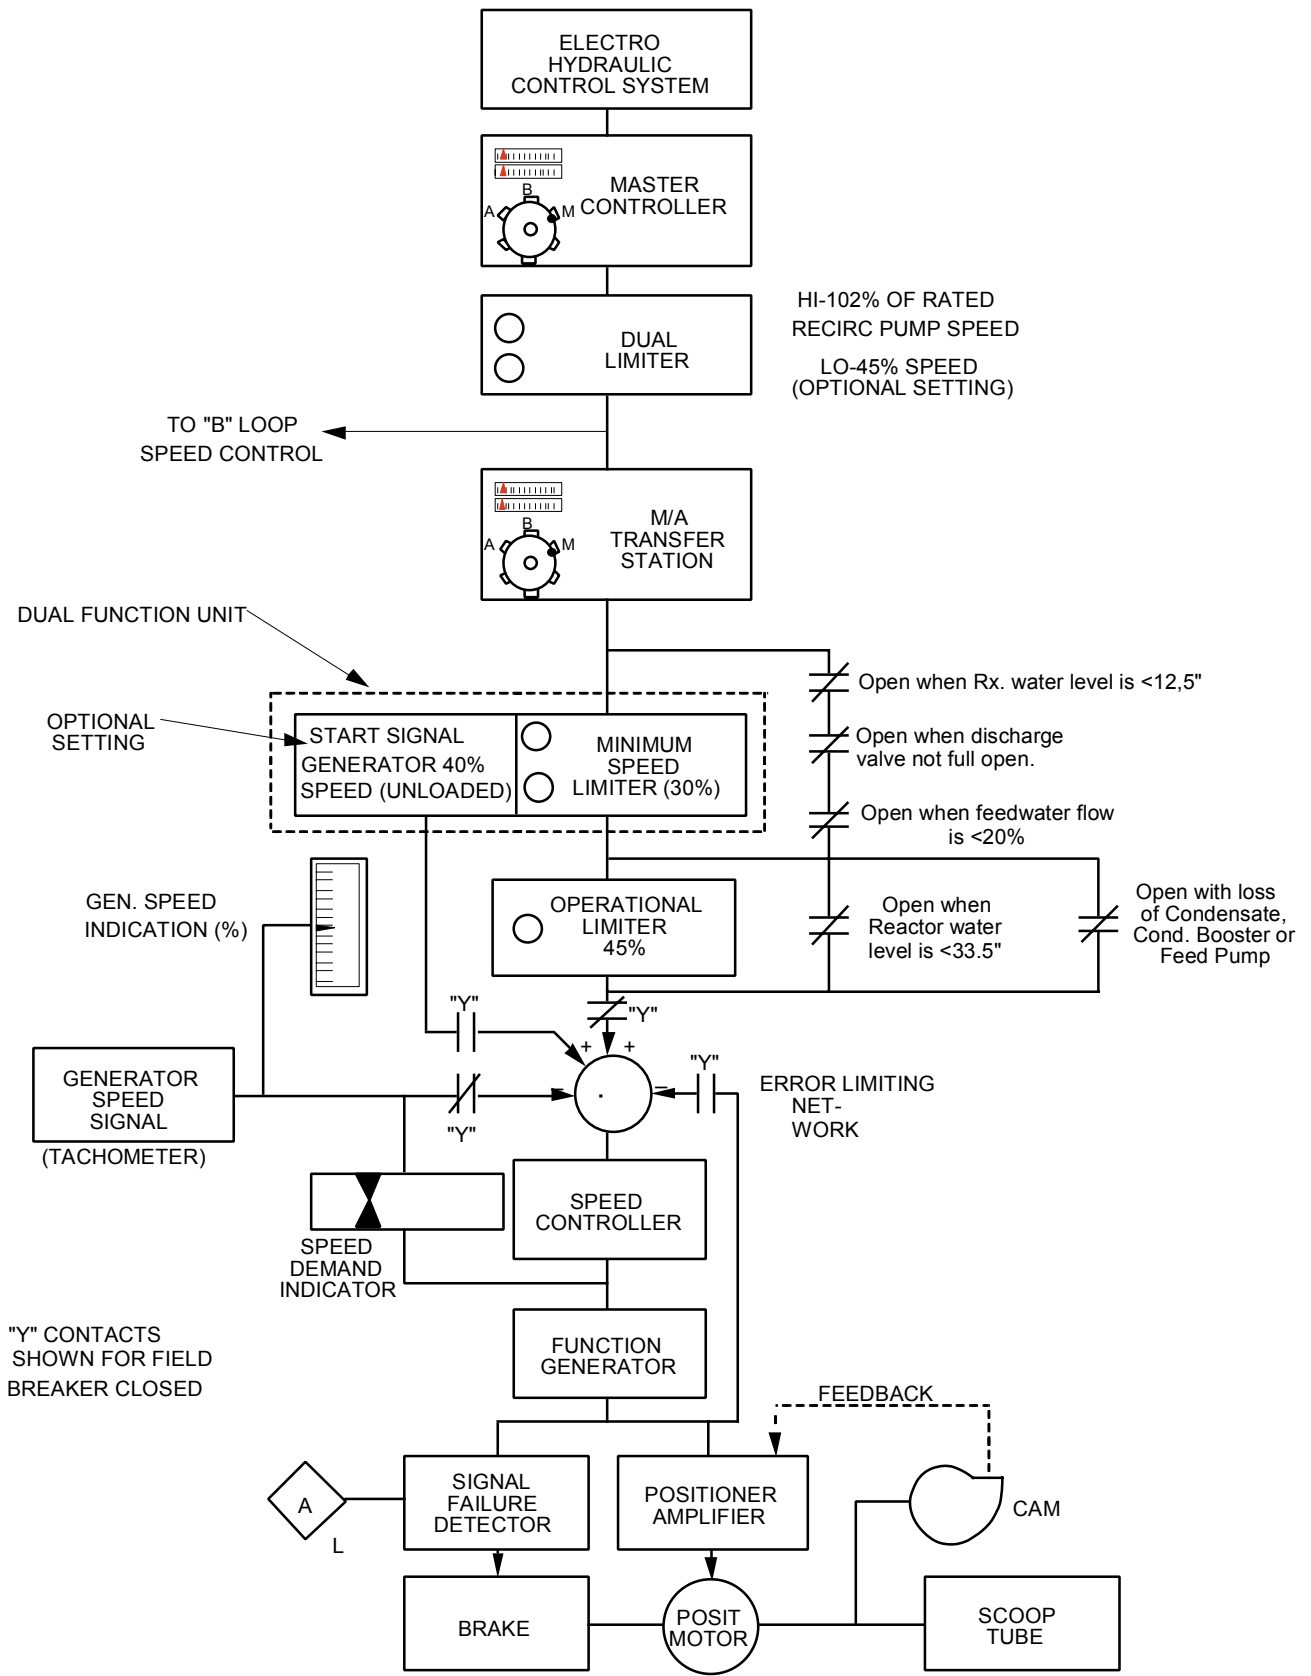 ELECTRO
HYDRAULIC
CONTROL SYSTEM
MASTER
CONTROLLER
B
A
M
HI-102% OF RATED
RECIRC PUMP SPEED
LO-45% SPEED
(OPTIONAL SETTING)
DUAL
LIMITER
TO "B" LOOP
SPEED CONTROL
M/A
TRANSFER
STATION
B
A
M
DUAL FUNCTION UNIT
OPTIONAL
SETTING
START SIGNAL
GENERATOR 40%
SPEED (UNLOADED)
MINIMUM
SPEED
LIMITER (30%)
Open when Rx. water level is <12,5"
Open when discharge
valve not full open.
Open when feedwater flow
is <20%
GEN. SPEED
INDICATION (%)
OPERATIONAL
LIMITER
45%
Open when
Reactor water
level is <33.5"
Open with loss
of Condensate,
Cond. Booster or
Feed Pump
"Y"
"Y"
+
+
"Y"
GENERATOR
SPEED
SIGNAL
(TACHOMETER)
–
–
"Y"
ERROR LIMITING
NET-
WORK
SPEED
CONTROLLER
SPEED
DEMAND
INDICATOR
"Y" CONTACTS
SHOWN FOR FIELD
BREAKER CLOSED
FUNCTION
GENERATOR
FEEDBACK
A
L
SIGNAL
FAILURE
DETECTOR
POSITIONER
AMPLIFIER
CAM
BRAKE
POSIT
MOTOR
SCOOP
TUBE